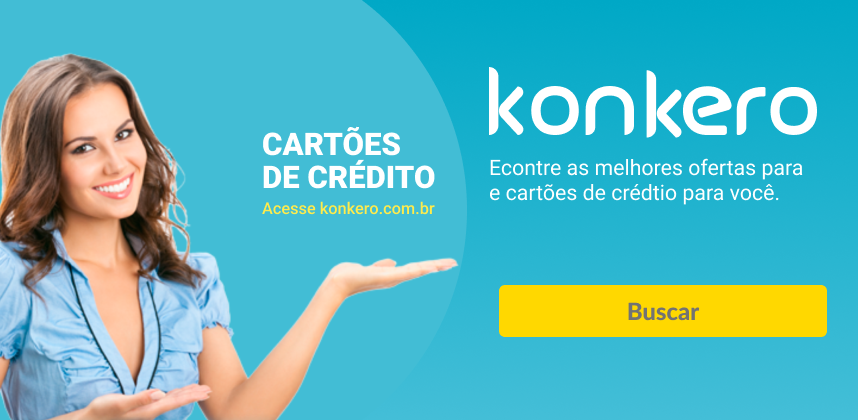 CARTÕES
DE CRÉDITO
Acesse konkero.com.br
konkero
Econtre as melhores ofertas para
e cartões de crédtio para você.
Buscar